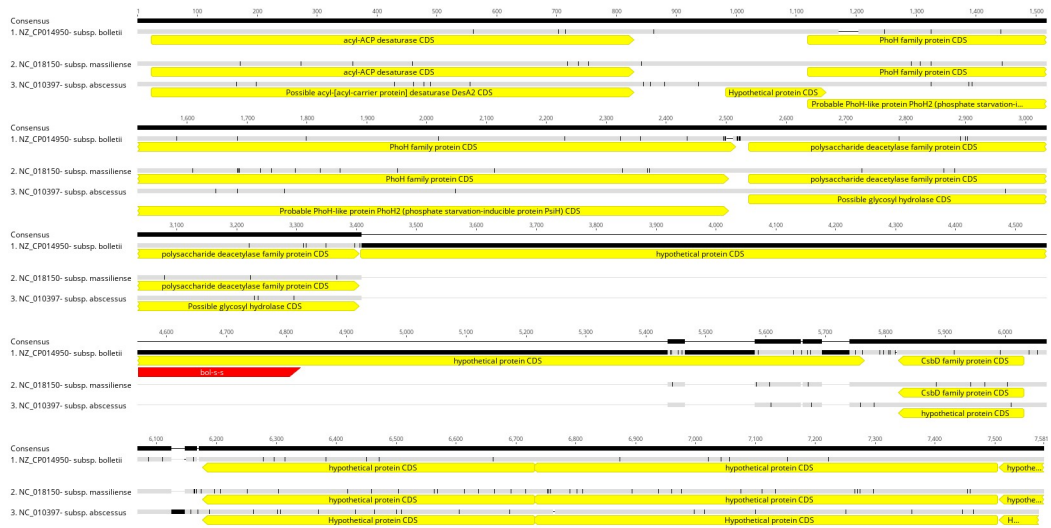 1 100 200 300 400 500 600 700 800 900 1,000 1,100 1,200 1,300 1,400 1,500
Consensus
1. NZ_CP014950- subsp. bolletii
acyl-ACP desaturase CDS PhoH family protein CDS
2. NC_018150- subsp. massiliense
acyl-ACP desaturase CDS PhoH family protein CDS
3. NC_010397- subsp. abscessus
Possible acyl-[acyl-carrier protein] desaturase DesA2 CDS Hypothetical protein CDS
Probable PhoH-like protein PhoH2 (phosphate starvation-i...
1,600 1,700 1,800 1,900 2,000 2,100 2,200 2,300 2,400 2,500 2,600 2,700 2,800 2,900 3,000
Consensus
1. NZ_CP014950- subsp. bolletii
PhoH family protein CDS polysaccharide deacetylase family protein CDS
2. NC_018150- subsp. massiliense
PhoH family protein CDS polysaccharide deacetylase family protein CDS
3. NC_010397- subsp. abscessus
Possible glycosyl hydrolase CDS
Probable PhoH-like protein PhoH2 (phosphate starvation-inducible protein PsiH) CDS
3,100 3,200 3,300 3,400 3,500 3,600 3,700 3,800 3,900 4,000 4,100 4,200 4,300 4,400 4,500
Consensus
1. NZ_CP014950- subsp. bolletii
polysaccharide deacetylase family protein CDS hypothetical protein CDS
2. NC_018150- subsp. massiliense
polysaccharide deacetylase family protein CDS
3. NC_010397- subsp. abscessus
Possible glycosyl hydrolase CDS
4,600 4,700 4,800 4,900 5,000 5,100 5,200 5,300 5,400 5,500 5,600 5,700 5,800 5,900 6,000
Consensus
1. NZ_CP014950- subsp. bolletii
hypothetical protein CDS CsbD family protein CDS
bol-s-s
2. NC_018150- subsp. massiliense
CsbD family protein CDS
3. NC_010397- subsp. abscessus
hypothetical protein CDS
6,100 6,200 6,300 6,400 6,500 6,600 6,700 6,800 6,900 7,000 7,100 7,200 7,300 7,400 7,500 7,581
Consensus
1. NZ_CP014950- subsp. bolletii
hypothetical protein CDS hypothetical protein CDS hypothe...
2. NC_018150- subsp. massiliense
hypothetical protein CDS hypothetical protein CDS hypothe...
3. NC_010397- subsp. abscessus
Hypothetical protein CDS Hypothetical protein CDS H...